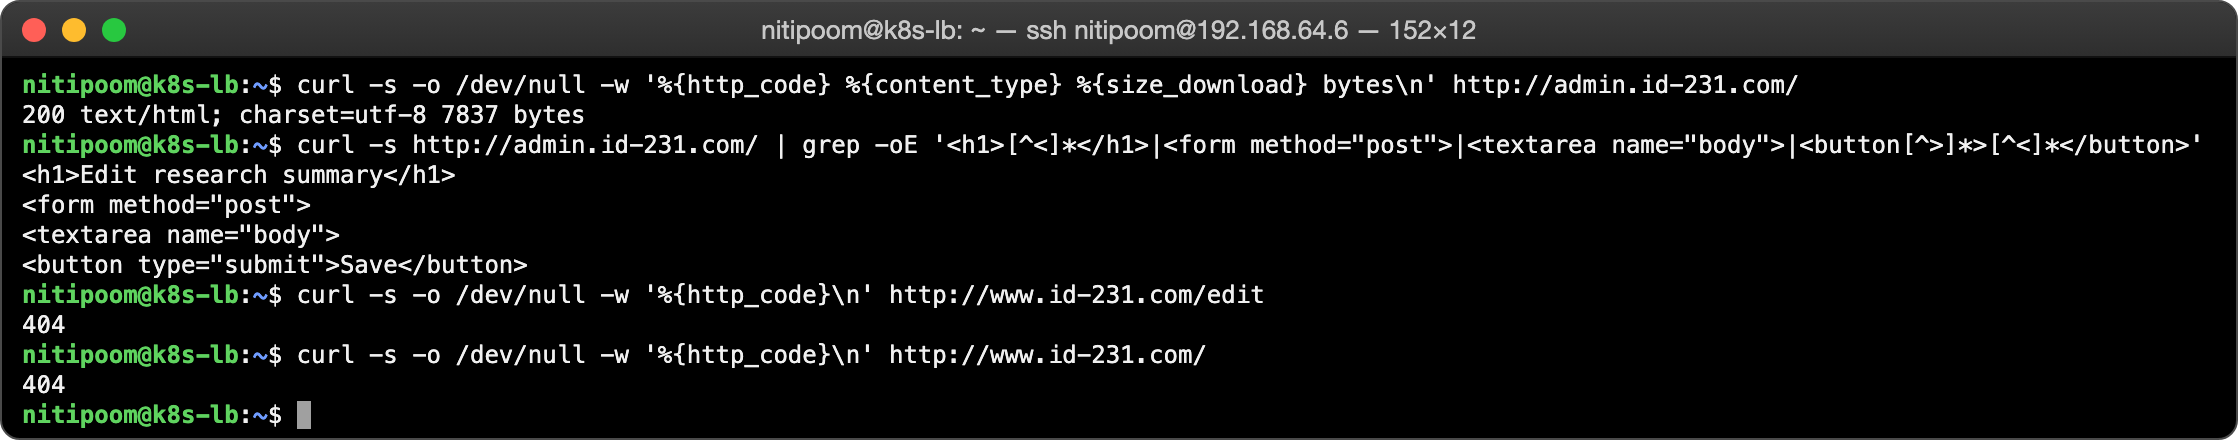 nitipoom@k8s-lb: ~ — ssh nitipoom@192.168.64.6 — 152×12
nitipoom@k8s-lb:~$ curl -s -o /dev/null -w '%{http_code} %{content_type} %{size_download} bytes\n' http://admin.id-231.com/
200 text/html; charset=utf-8 7837 bytes
nitipoom@k8s-lb:~$ curl -s http://admin.id-231.com/ | grep -oE '<h1>[^<]*</h1>|<form method="post">|<textarea name="body">|<button[^>]*>[^<]*</button>'
<h1>Edit research summary</h1>
<form method="post">
<textarea name="body">
<button type="submit">Save</button>
nitipoom@k8s-lb:~$ curl -s -o /dev/null -w '%{http_code}\n' http://www.id-231.com/edit
404
nitipoom@k8s-lb:~$ curl -s -o /dev/null -w '%{http_code}\n' http://www.id-231.com/
404
nitipoom@k8s-lb:~$